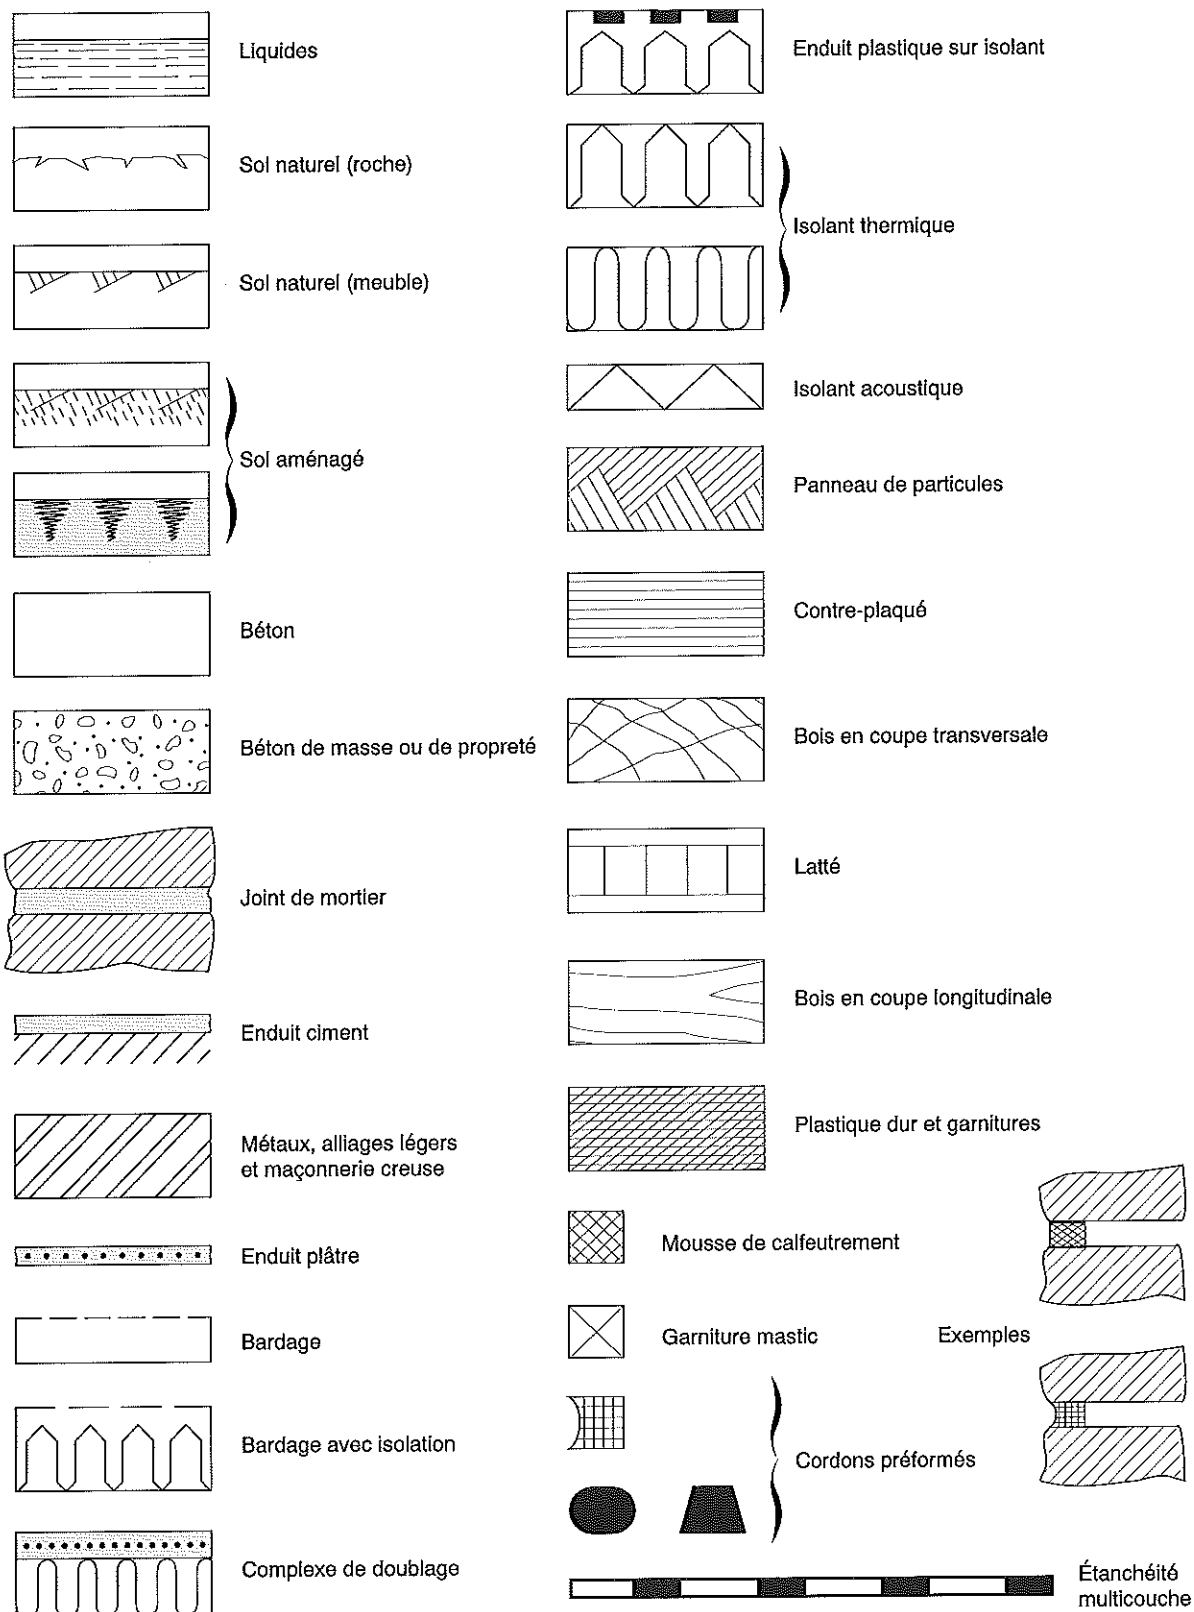 Liquides
Sol naturel (roche)
Sol naturel (meuble)
Sol aménagé
Béton
Béton de masse ou de propreté
Joint de mortier
Enduit ciment
Métaux, alliages légers
et maçonnerie creuse
Enduit plâtre
Bardage
Bardage avec isolation
Complexe de doublage
Enduit plastique sur isolant
Isolant thermique
Isolant acoustique
Panneau de particules
Contre-plaqué
Bois en coupe transversale
Latté
Bois en coupe longitudinale
Plastique dur et garnitures
Mousse de calfeutrement
Garniture mastic
Exemples
Cordons préformés
Étanchéité
multicouche